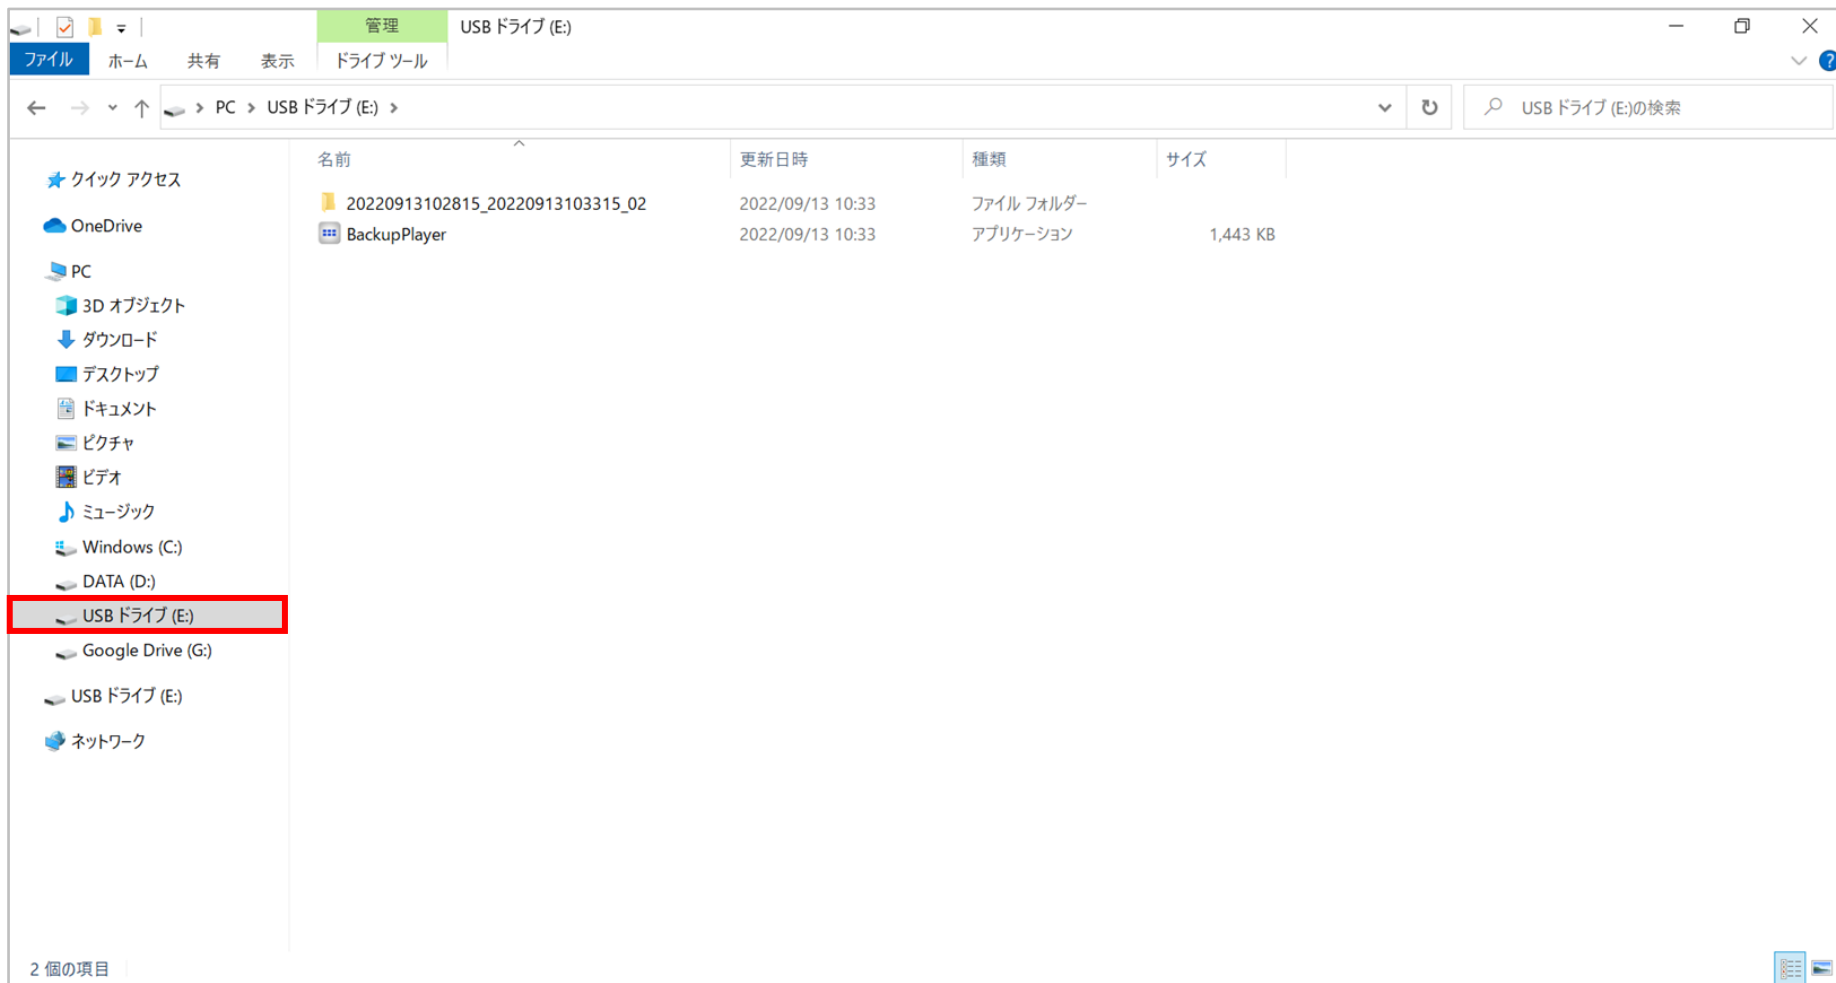 管理 USB ドライブ (E:)
ファイル ホーム 共有 表示 ドライブ ツール ?
PC USB ドライブ (E:) USB ドライブ (E:)の検索
名前 更新日時 種類 サイズ
20220913102815_20220913103315_02 2022/09/13 10:33 ファイル フォルダー
BackupPlayer 2022/09/13 10:33 アプリケーション 1,443 KB
クイック アクセス
OneDrive
PC
3D オブジェクト
ダウンロード
デスクトップ
ドキュメント
ピクチャ
ビデオ
ミュージック
Windows (C:)
DATA (D:)
USB ドライブ (E:)
Google Drive (G:)
USB ドライブ (E:)
ネットワーク
2 個の項目